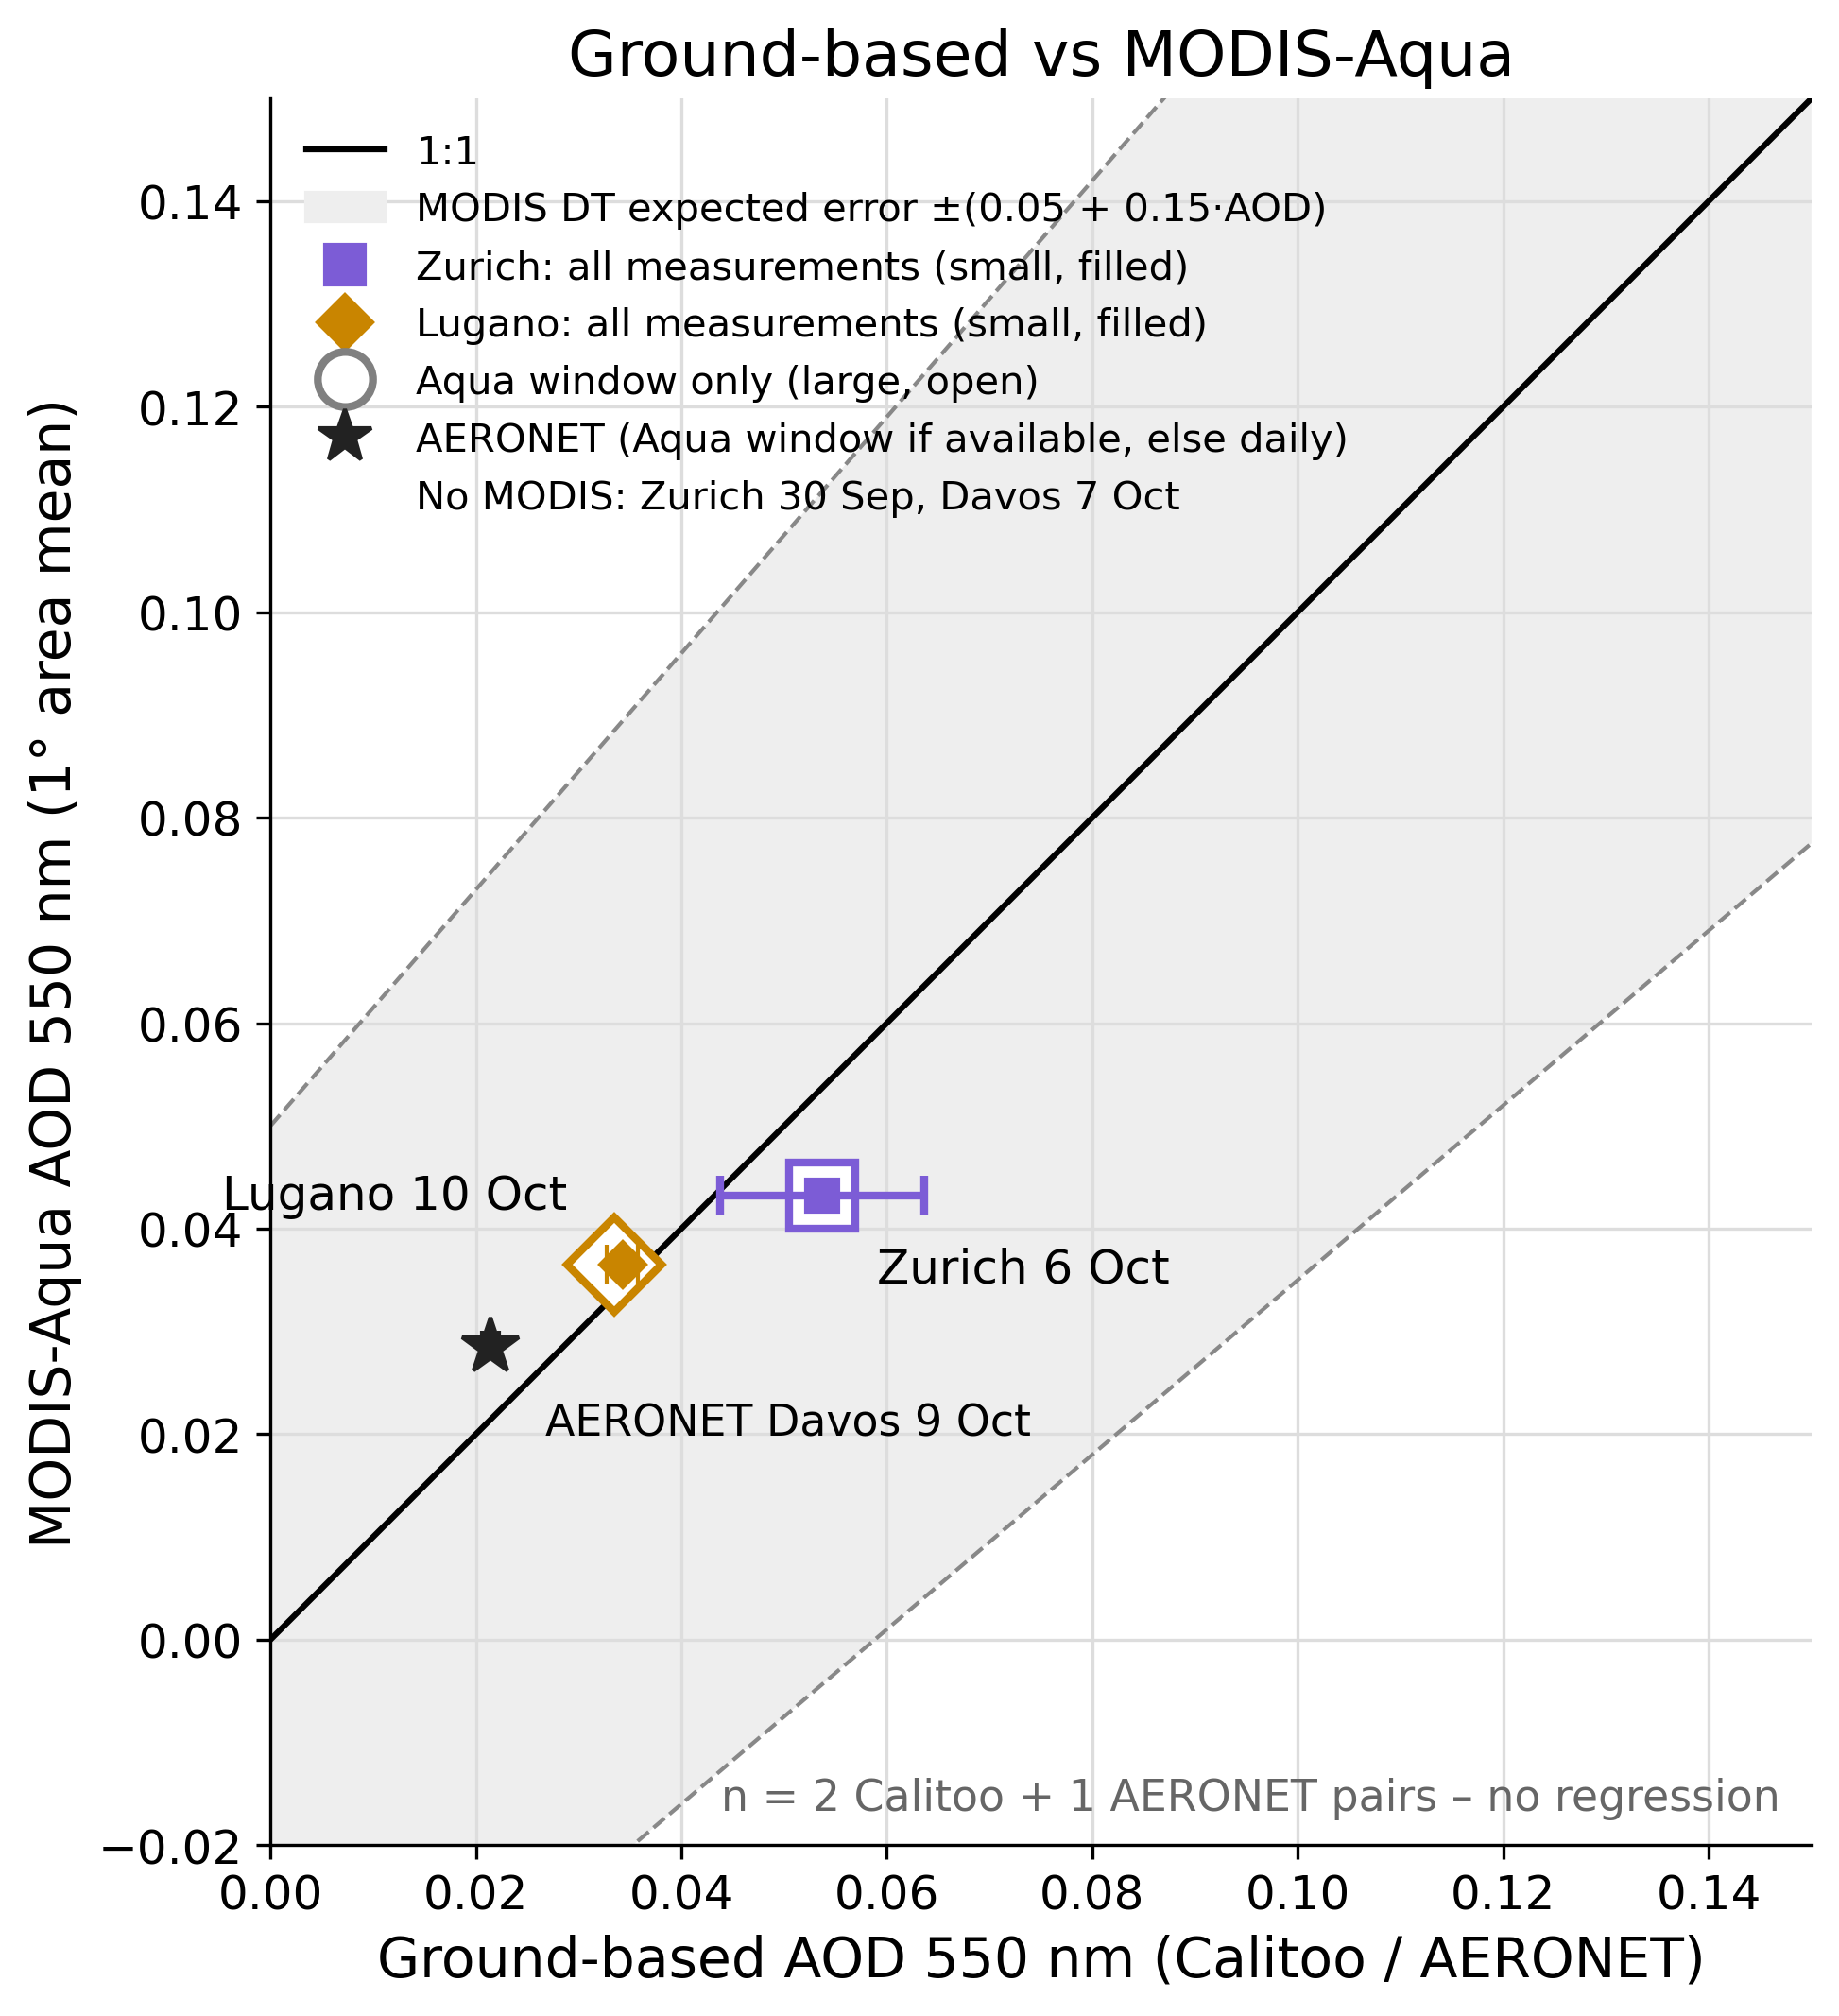 Ground-based vs MODIS-Aqua
1:1
MODIS DT expected error ±(0.05 + 0.15·AOD)
Zurich: all measurements (small, filled)
Lugano: all measurements (small, filled)
Aqua window only (large, open)
AERONET (Aqua window if available, else daily)
No MODIS: Zurich 30 Sep, Davos 7 Oct
MODIS-Aqua AOD 550 nm (1° area mean)
0.14
0.12
0.10
0.08
0.06
0.04
0.02
0.00
−0.02
Lugano 10 Oct
Zurich 6 Oct
AERONET Davos 9 Oct
n = 2 Calitoo + 1 AERONET pairs – no regression
0.00 0.02 0.04 0.06 0.08 0.10 0.12 0.14
Ground-based AOD 550 nm (Calitoo / AERONET)